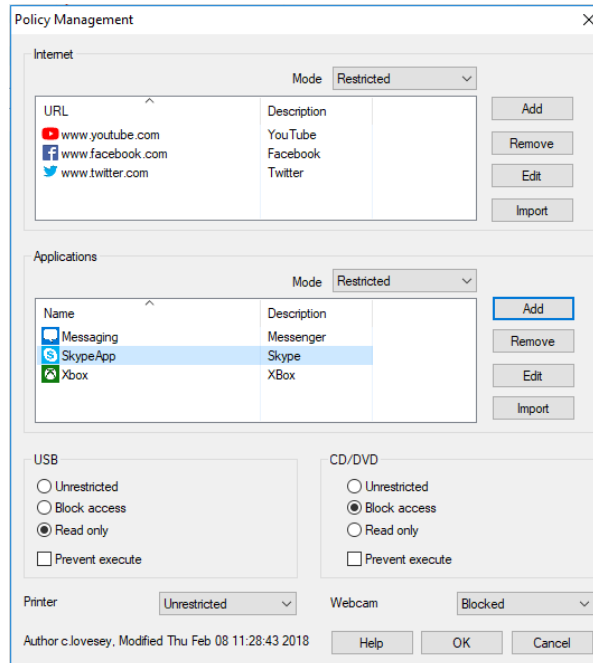 Policy Management
Internet
Mode Restricted
URL Description
www.youtube.com YouTube
www.facebook.com Facebook
www.twitter.com Twitter
Add
Remove
Edit
Import
Applications
Mode Restricted
Name Description
Messaging Messenger
SkypeApp Skype
Xbox XBox
Add
Remove
Edit
Import
USB
Unrestricted
Block access
Read only
Prevent execute
CD/DVD
Unrestricted
Block access
Read only
Prevent execute
Printer Unrestricted
Webcam Blocked
Author c.lovesey, Modified Thu Feb 08 11:28:43 2018
Help OK Cancel